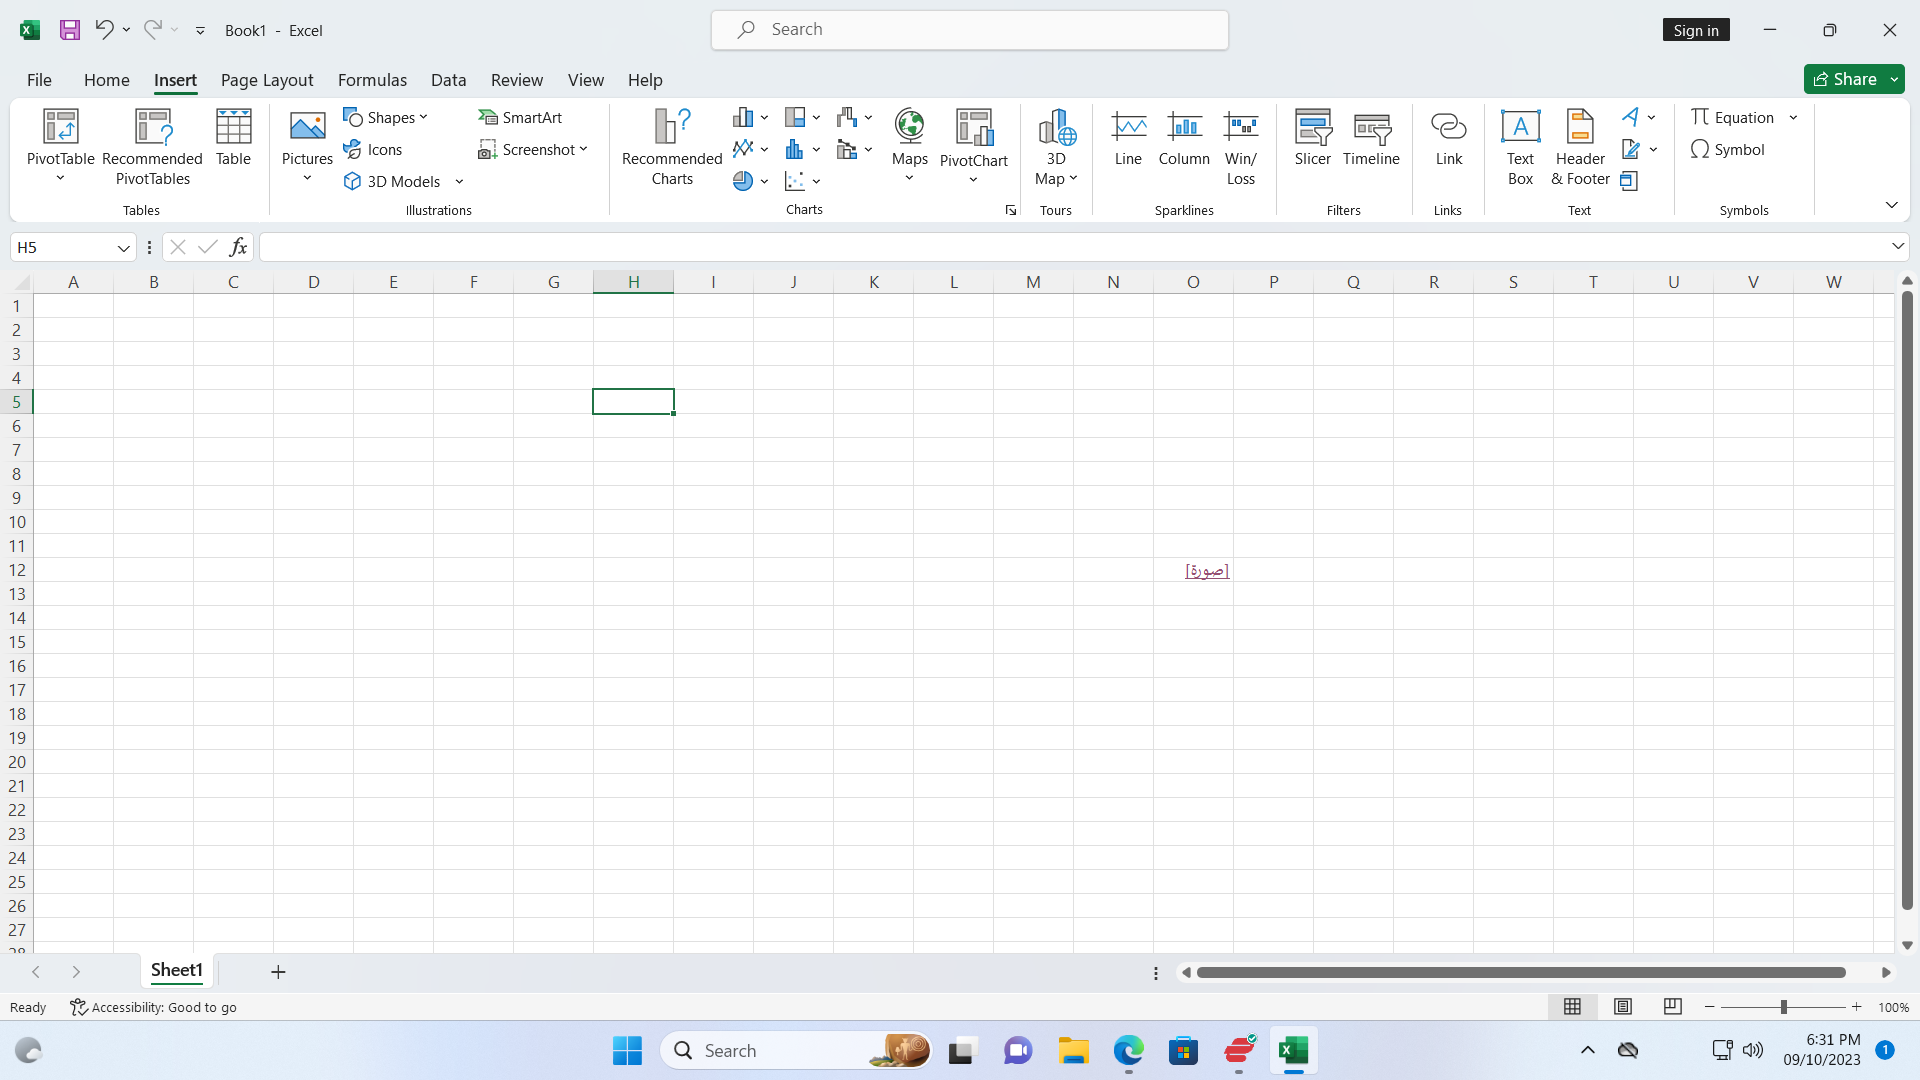 Book1 - Excel
Search
Sign in
File Home Insert Page Layout Formulas Data Review View Help
Share
PivotTable
Recommended PivotTables
Table
Tables
Pictures
Shapes
Icons
3D Models
SmartArt
Screenshot
Illustrations
Recommended Charts
Maps
PivotChart
Charts
3D Map
Tours
Line
Column
Win/ Loss
Sparklines
Slicer
Timeline
Filters
Link
Links
Text Box
Header & Footer
Text
Equation
Symbol
Symbols
H5
fx
A B C D E F G H I J K L M N O P Q R S T U V W
1
2
3
4
5
6
7
8
9
10
11
12 [صورة]
13
14
15
16
17
18
19
20
21
22
23
24
25
26
27
28
Sheet1
Ready
Accessibility: Good to go
100%
Search
6:31 PM
09/10/2023
1